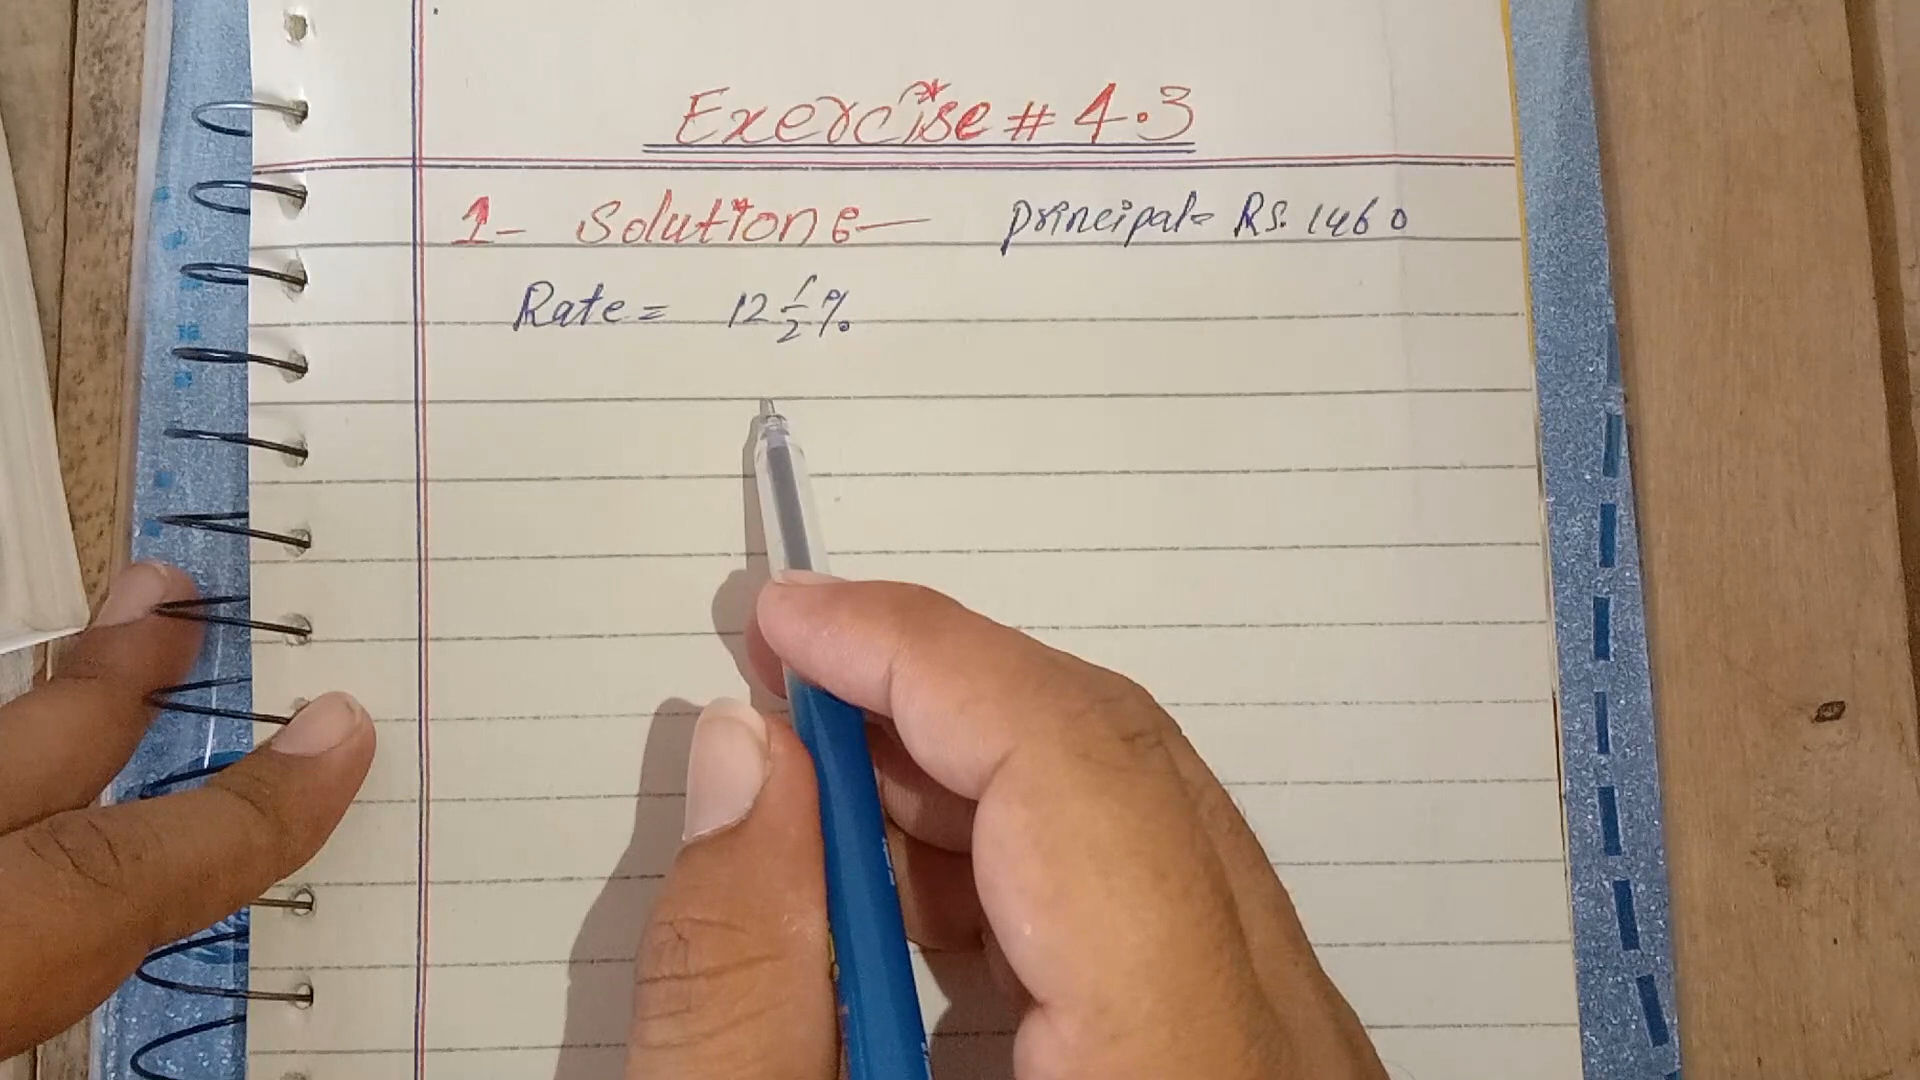 Exercise # 4.3
1- Solution:- Principal= RS. 1460
Rate= 12 1/2 %